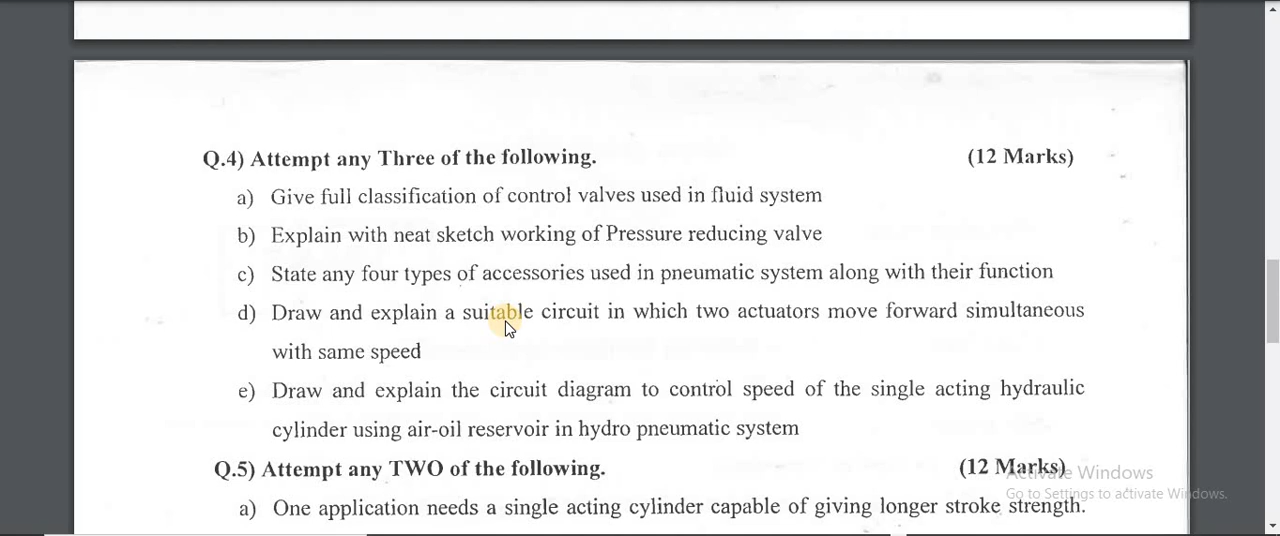 Q.4) Attempt any Three of the following. (12 Marks)
a) Give full classification of control valves used in fluid system
b) Explain with neat sketch working of Pressure reducing valve
c) State any four types of accessories used in pneumatic system along with their function
d) Draw and explain a suitable circuit in which two actuators move forward simultaneous
with same speed
e) Draw and explain the circuit diagram to control speed of the single acting hydraulic
cylinder using air-oil reservoir in hydro pneumatic system
Q.5) Attempt any TWO of the following. (12 Marks)
Activate Windows
Go to Settings to activate Windows.
a) One application needs a single acting cylinder capable of giving longer stroke strength.